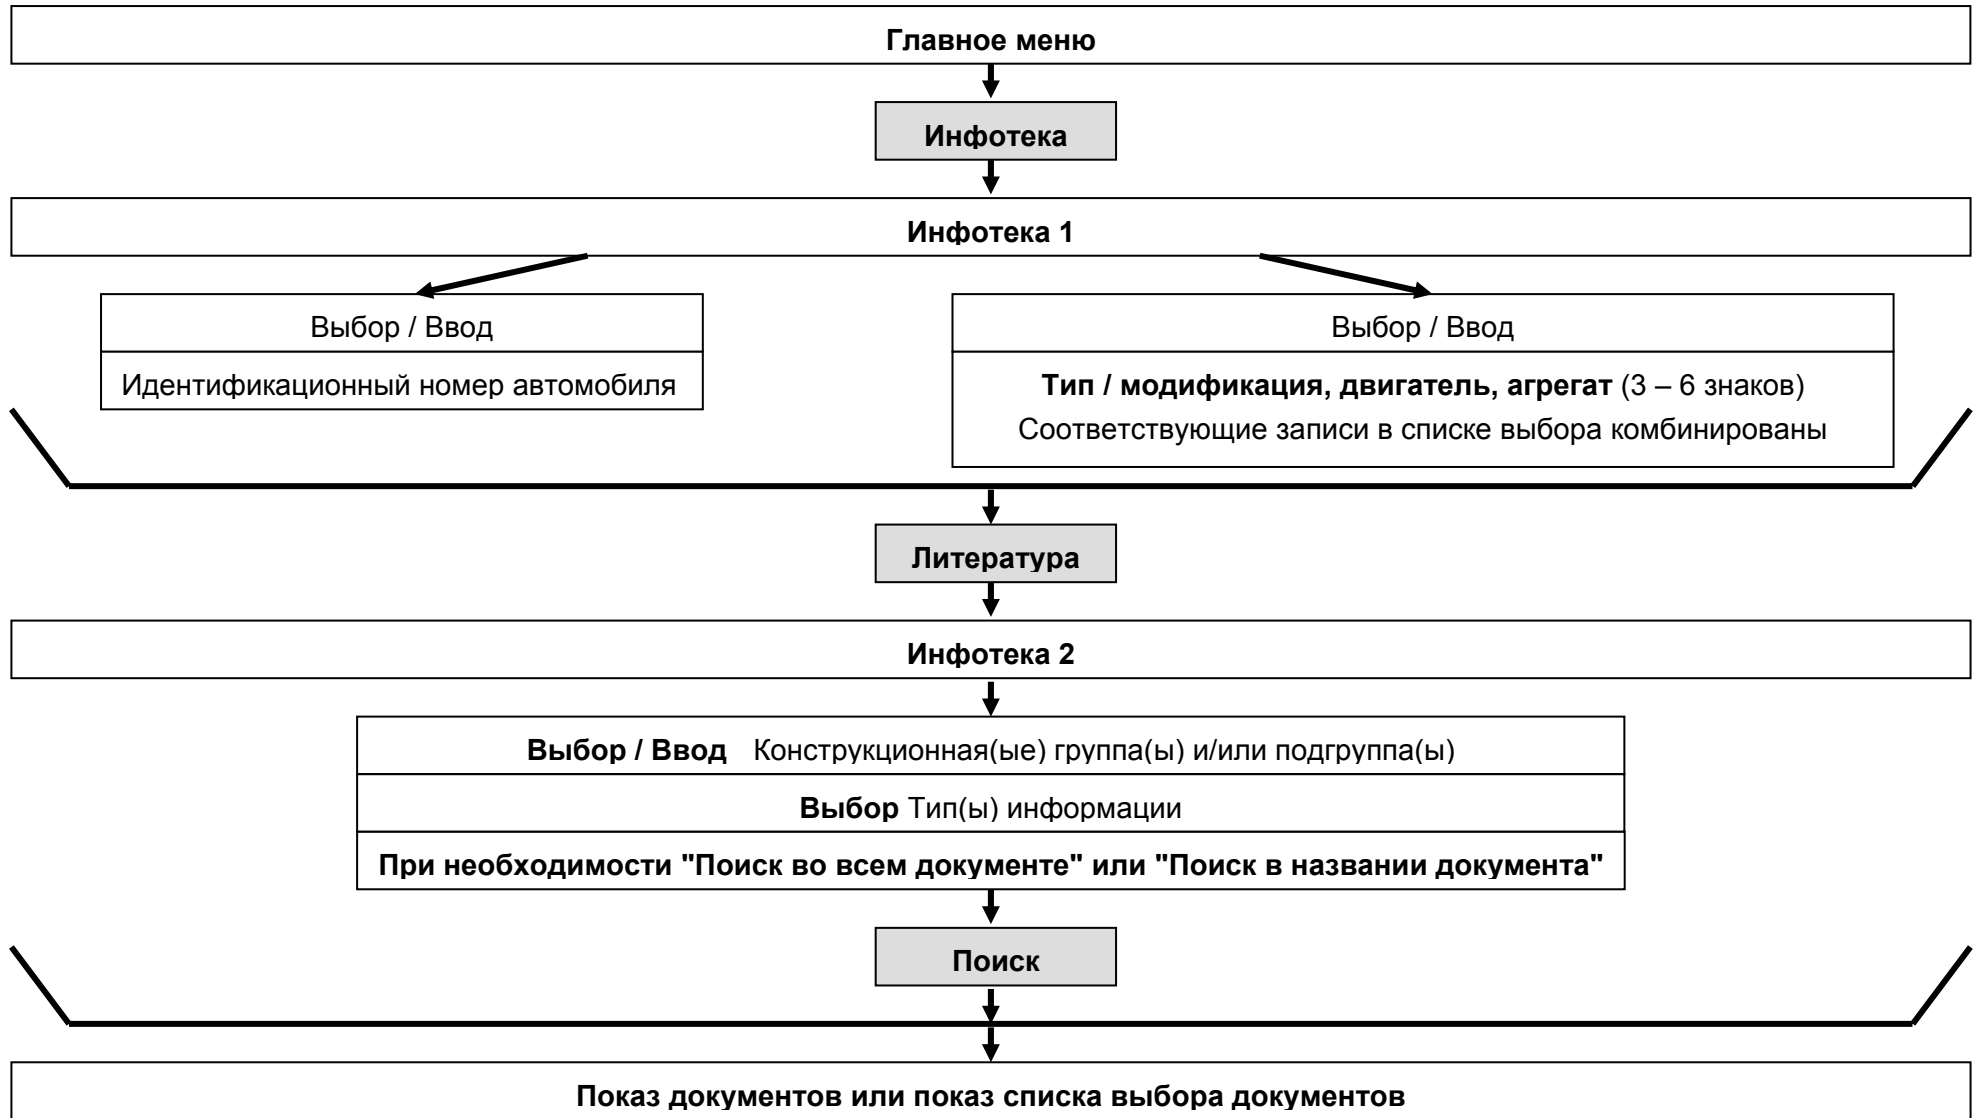 Главное меню
Инфотека
Инфотека 1
Выбор / Ввод
Идентификационный номер автомобиля
Выбор / Ввод
Тип / модификация, двигатель, агрегат (3 – 6 знаков)
Соответствующие записи в списке выбора комбинированы
Литература
Инфотека 2
Выбор / Ввод Конструкционная(ые) группа(ы) и/или подгруппа(ы)
Выбор Тип(ы) информации
При необходимости "Поиск во всем документе" или "Поиск в названии документа"
Поиск
Показ документов или показ списка выбора документов